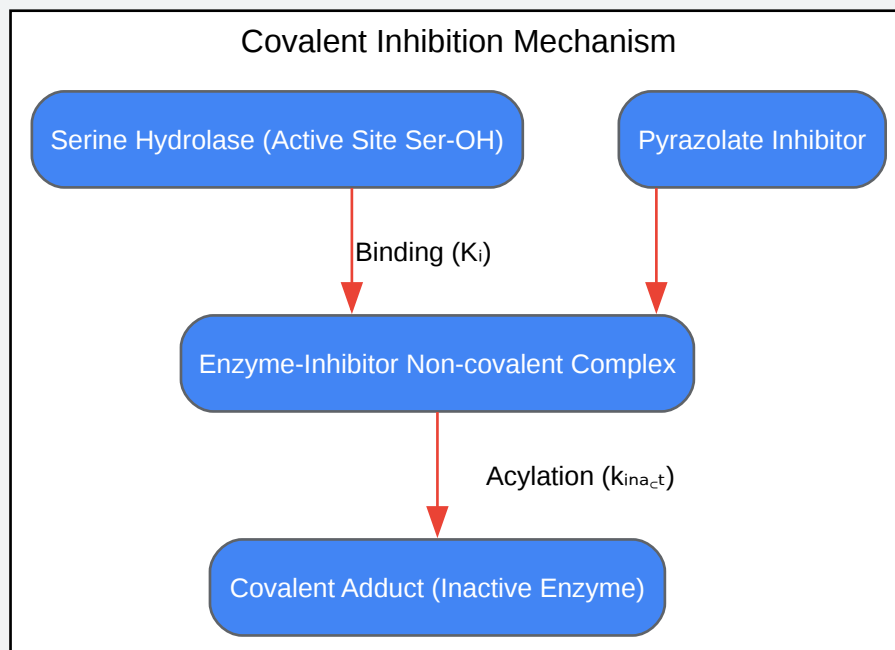 Covalent Inhibition Mechanism
Serine Hydrolase (Active Site Ser-OH)
Pyrazolate Inhibitor
Binding (Kᵢ)
Enzyme-Inhibitor Non-covalent Complex
Acylation (kᵢₙₐ꜀ₜ)
Covalent Adduct (Inactive Enzyme)